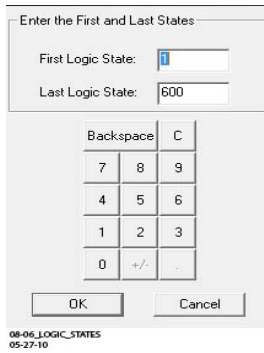 Enter the First and Last States
First Logic State: 1
Last Logic State: 600
Backspace C
7 8 9
4 5 6
1 2 3
0 +/- .
OK Cancel
08-06_LOGIC_STATES
05-27-10